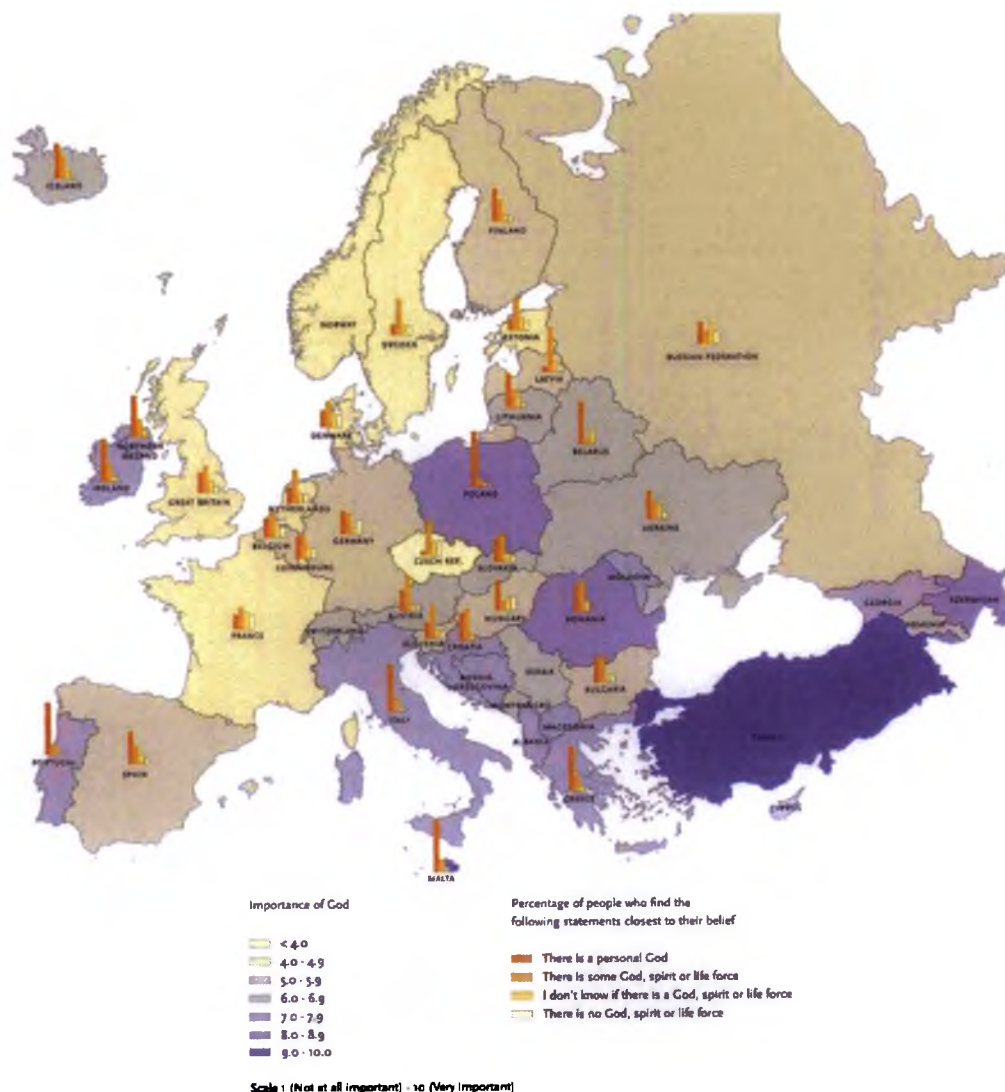 ICELAND
FINLAND
NORWAY
SWEDEN
ESTONIA
RUSSIAN FEDERATION
LATVIA
LITHUANIA
DENMARK
BELARUS
NORTHERN
IRELAND
IRELAND
GREAT BRITAIN
NETHERLANDS
POLAND
BELGIUM
GERMANY
UKRAINE
LUXEMBOURG
CZECH REP.
SLOVAKIA
MOLDOVA
AUSTRIA
HUNGARY
FRANCE
SWITZERLAND
SLOVENIA
CROATIA
ROMANIA
GEORGIA
AZERBAIJAN
ARMENIA
BOSNIA
HERZEGOVINA
SERBIA
BULGARIA
ITALY
MONTENEGRO
MACEDONIA
ALBANIA
PORTUGAL
SPAIN
GREECE
TURKEY
CYPRUS
MALTA
Importance of God
< 4.0
4.0 - 4.9
5.0 - 5.9
6.0 - 6.9
7.0 - 7.9
8.0 - 8.9
9.0 - 10.0
Scale 1 (Not at all important) - 10 (Very important)
Percentage of people who find the
following statements closest to their belief
There is a personal God
There is some God, spirit or life force
I don't know if there is a God, spirit or life force
There is no God, spirit or life force